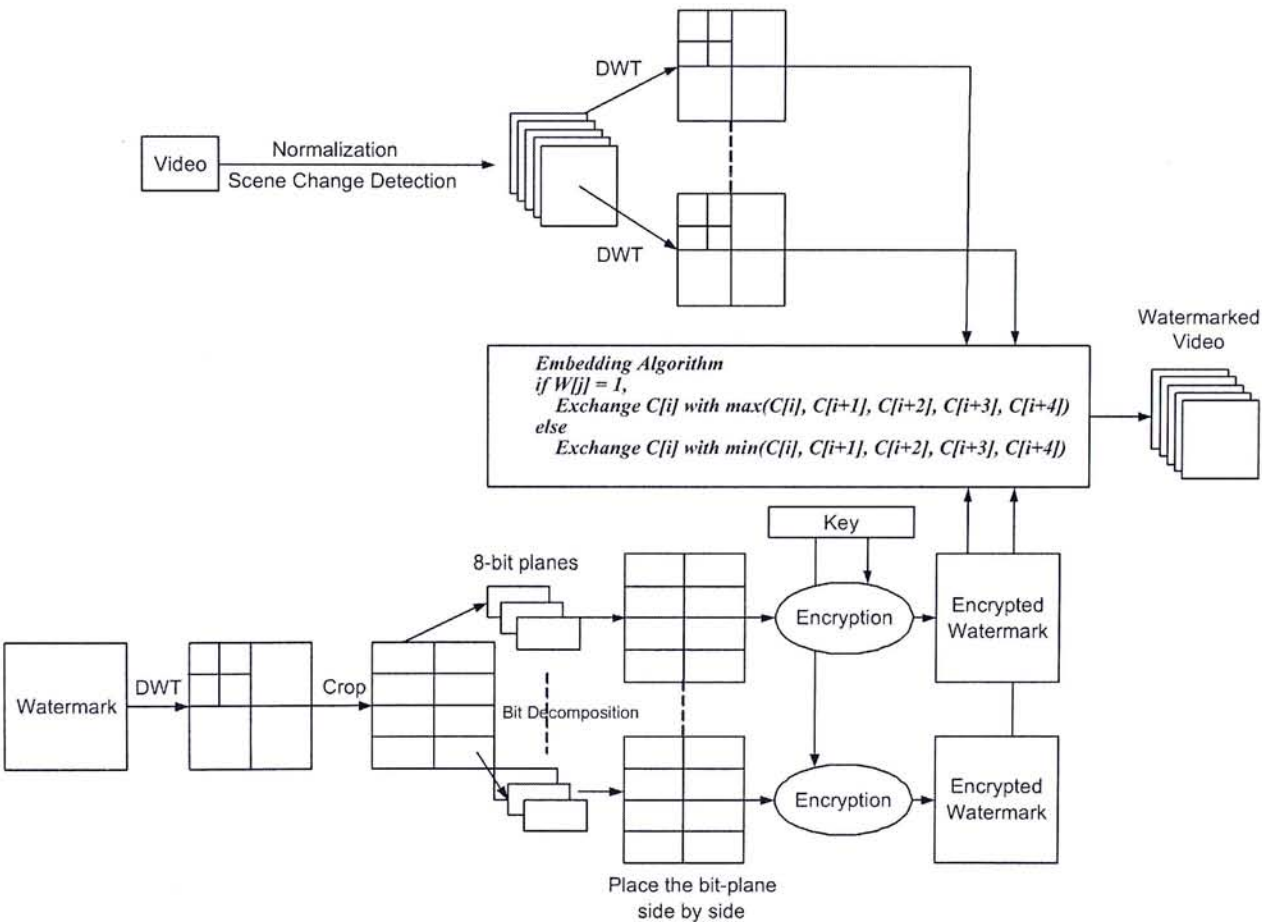 DWT
Video
Normalization
Scene Change Detection
DWT
Watermarked
Video
Embedding Algorithm
if W[j] = 1,
Exchange C[i] with max(C[i], C[i+1], C[i+2], C[i+3], C[i+4])
else
Exchange C[i] with min(C[i], C[i+1], C[i+2], C[i+3], C[i+4])
Key
8-bit planes
Encryption
Encrypted
Watermark
Watermark
DWT
Crop
Bit Decomposition
Encryption
Encrypted
Watermark
Place the bit-plane
side by side